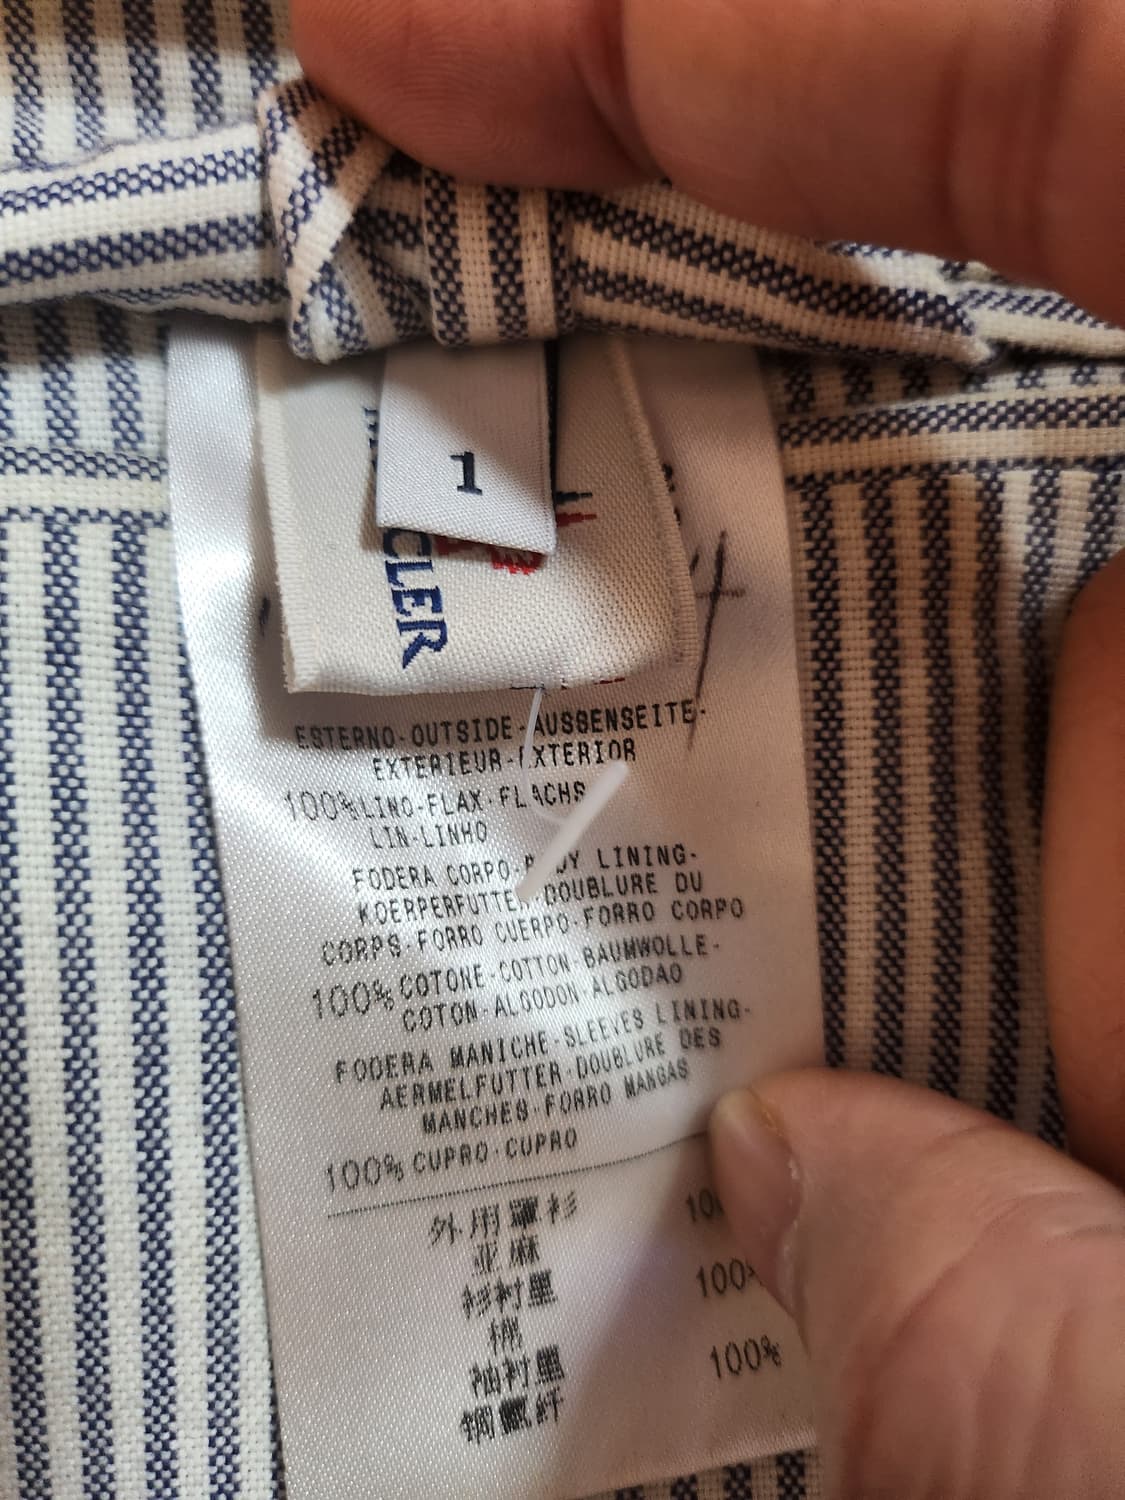 1
CLER
ESTERNO-OUTSIDE-AUSSENSEITE-
EXTERIEUR-EXTERIOR
100% LINO-FLAX-FLACHS
LIN-LINHO
FODERA CORPO-BODY LINING-
KOERPERFUTTER-DOUBLURE DU
CORPS-FORRO CUERPO-FORRO CORPO
100% COTONE-COTTON-BAUMWOLLE-
COTON-ALGODON-ALGODAO
FODERA MANICHE-SLEEVES LINING-
AERMELFUTTER-DOUBLURE DES
MANCHES-FORRO MANGAS
100% CUPRO-CUPRO
外用罩衫
亚麻
衫衬里 100%
棉
袖衬里 100%